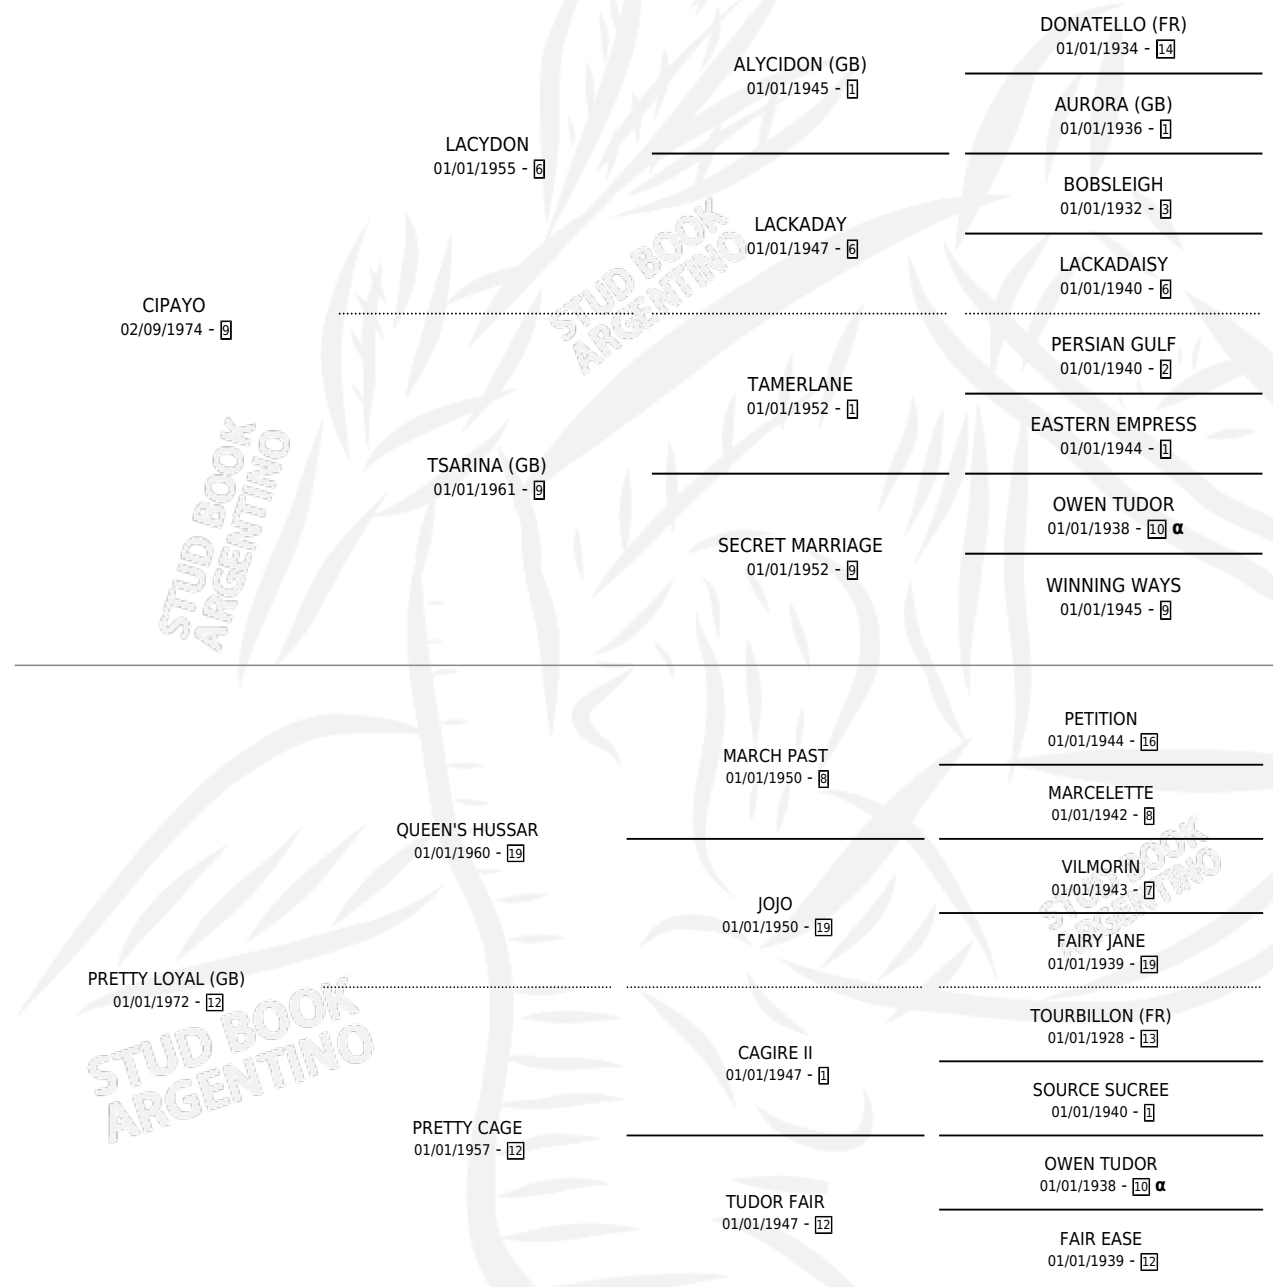 DONATELLO (FR)
01/01/1934 - 14
ALYCIDON (GB)
01/01/1945 - 1
AURORA (GB)
01/01/1936 - 1
LACYDON
01/01/1955 - 6
BOBSLEIGH
01/01/1932 - 3
LACKADAY
01/01/1947 - 6
LACKADAISY
01/01/1940 - 6
CIPAYO
02/09/1974 - 9
PERSIAN GULF
01/01/1940 - 2
TAMERLANE
01/01/1952 - 1
EASTERN EMPRESS
01/01/1944 - 1
TSARINA (GB)
01/01/1961 - 9
OWEN TUDOR
01/01/1938 - 10 α
SECRET MARRIAGE
01/01/1952 - 9
WINNING WAYS
01/01/1945 - 9
PETITION
01/01/1944 - 16
MARCH PAST
01/01/1950 - 8
MARCELETTE
01/01/1942 - 8
QUEEN'S HUSSAR
01/01/1960 - 19
VILMORIN
01/01/1943 - 7
JOJO
01/01/1950 - 19
FAIRY JANE
01/01/1939 - 19
PRETTY LOYAL (GB)
01/01/1972 - 12
TOURBILLON (FR)
01/01/1928 - 13
CAGIRE II
01/01/1947 - 1
SOURCE SUCREE
01/01/1940 - 1
PRETTY CAGE
01/01/1957 - 12
OWEN TUDOR
01/01/1938 - 10 α
TUDOR FAIR
01/01/1947 - 12
FAIR EASE
01/01/1939 - 12
STUD BOOK
ARGENTINO
STUD BOOK
ARGENTINO
STUD BOOK
ARGENTINO
STUD BOOK
ARGENTINO